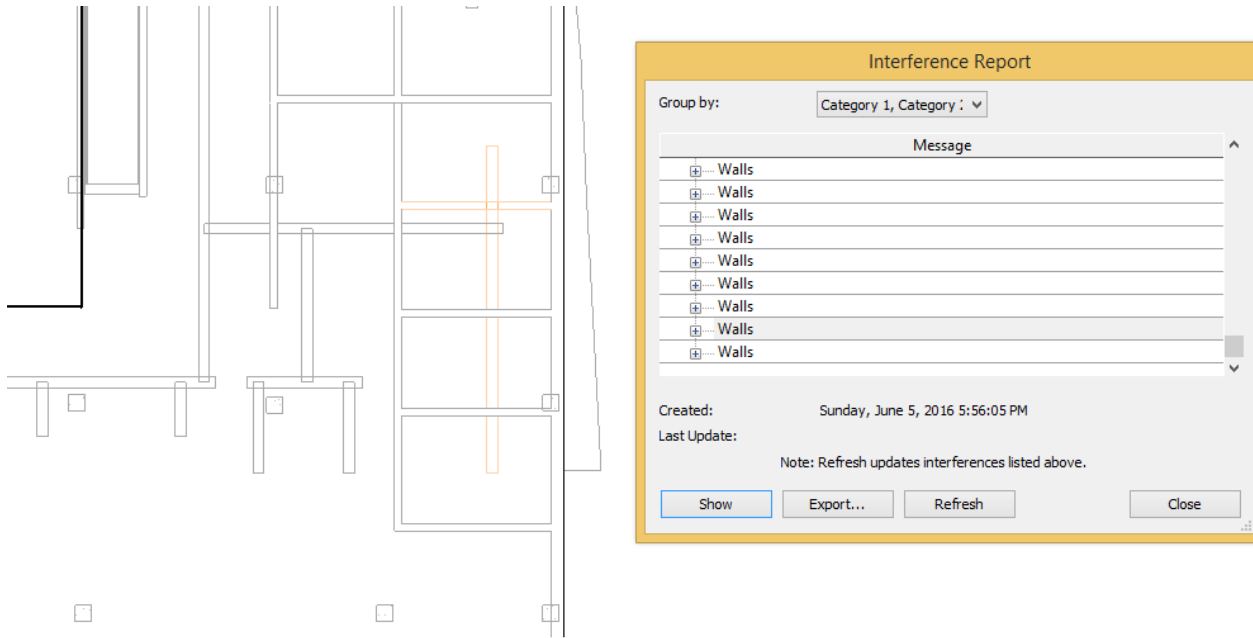 Interference Report
Group by:
Category 1, Category 2
Message
Walls
Walls
Walls
Walls
Walls
Walls
Walls
Walls
Walls
Created: Sunday, June 5, 2016 5:56:05 PM
Last Update:
Note: Refresh updates interferences listed above.
Show Export... Refresh Close